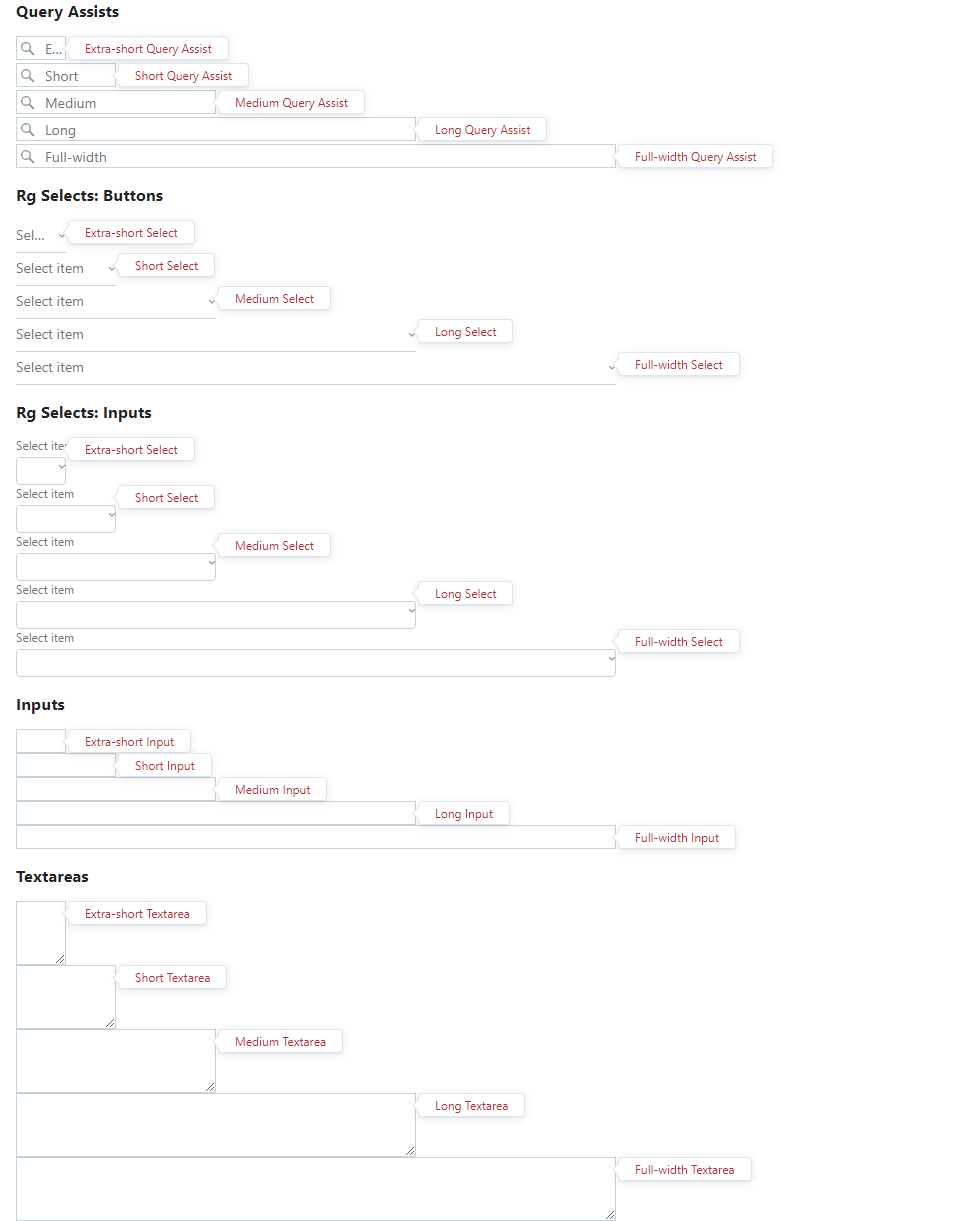 Query Assists
E... Extra-short Query Assist
Short Short Query Assist
Medium Medium Query Assist
Long Long Query Assist
Full-width Full-width Query Assist
Rg Selects: Buttons
Sel... Extra-short Select
Select item Short Select
Select item Medium Select
Select item Long Select
Select item Full-width Select
Rg Selects: Inputs
Select ite Extra-short Select
Select item Short Select
Select item Medium Select
Select item Long Select
Select item Full-width Select
Inputs
Extra-short Input
Short Input
Medium Input
Long Input
Full-width Input
Textareas
Extra-short Textarea
Short Textarea
Medium Textarea
Long Textarea
Full-width Textarea